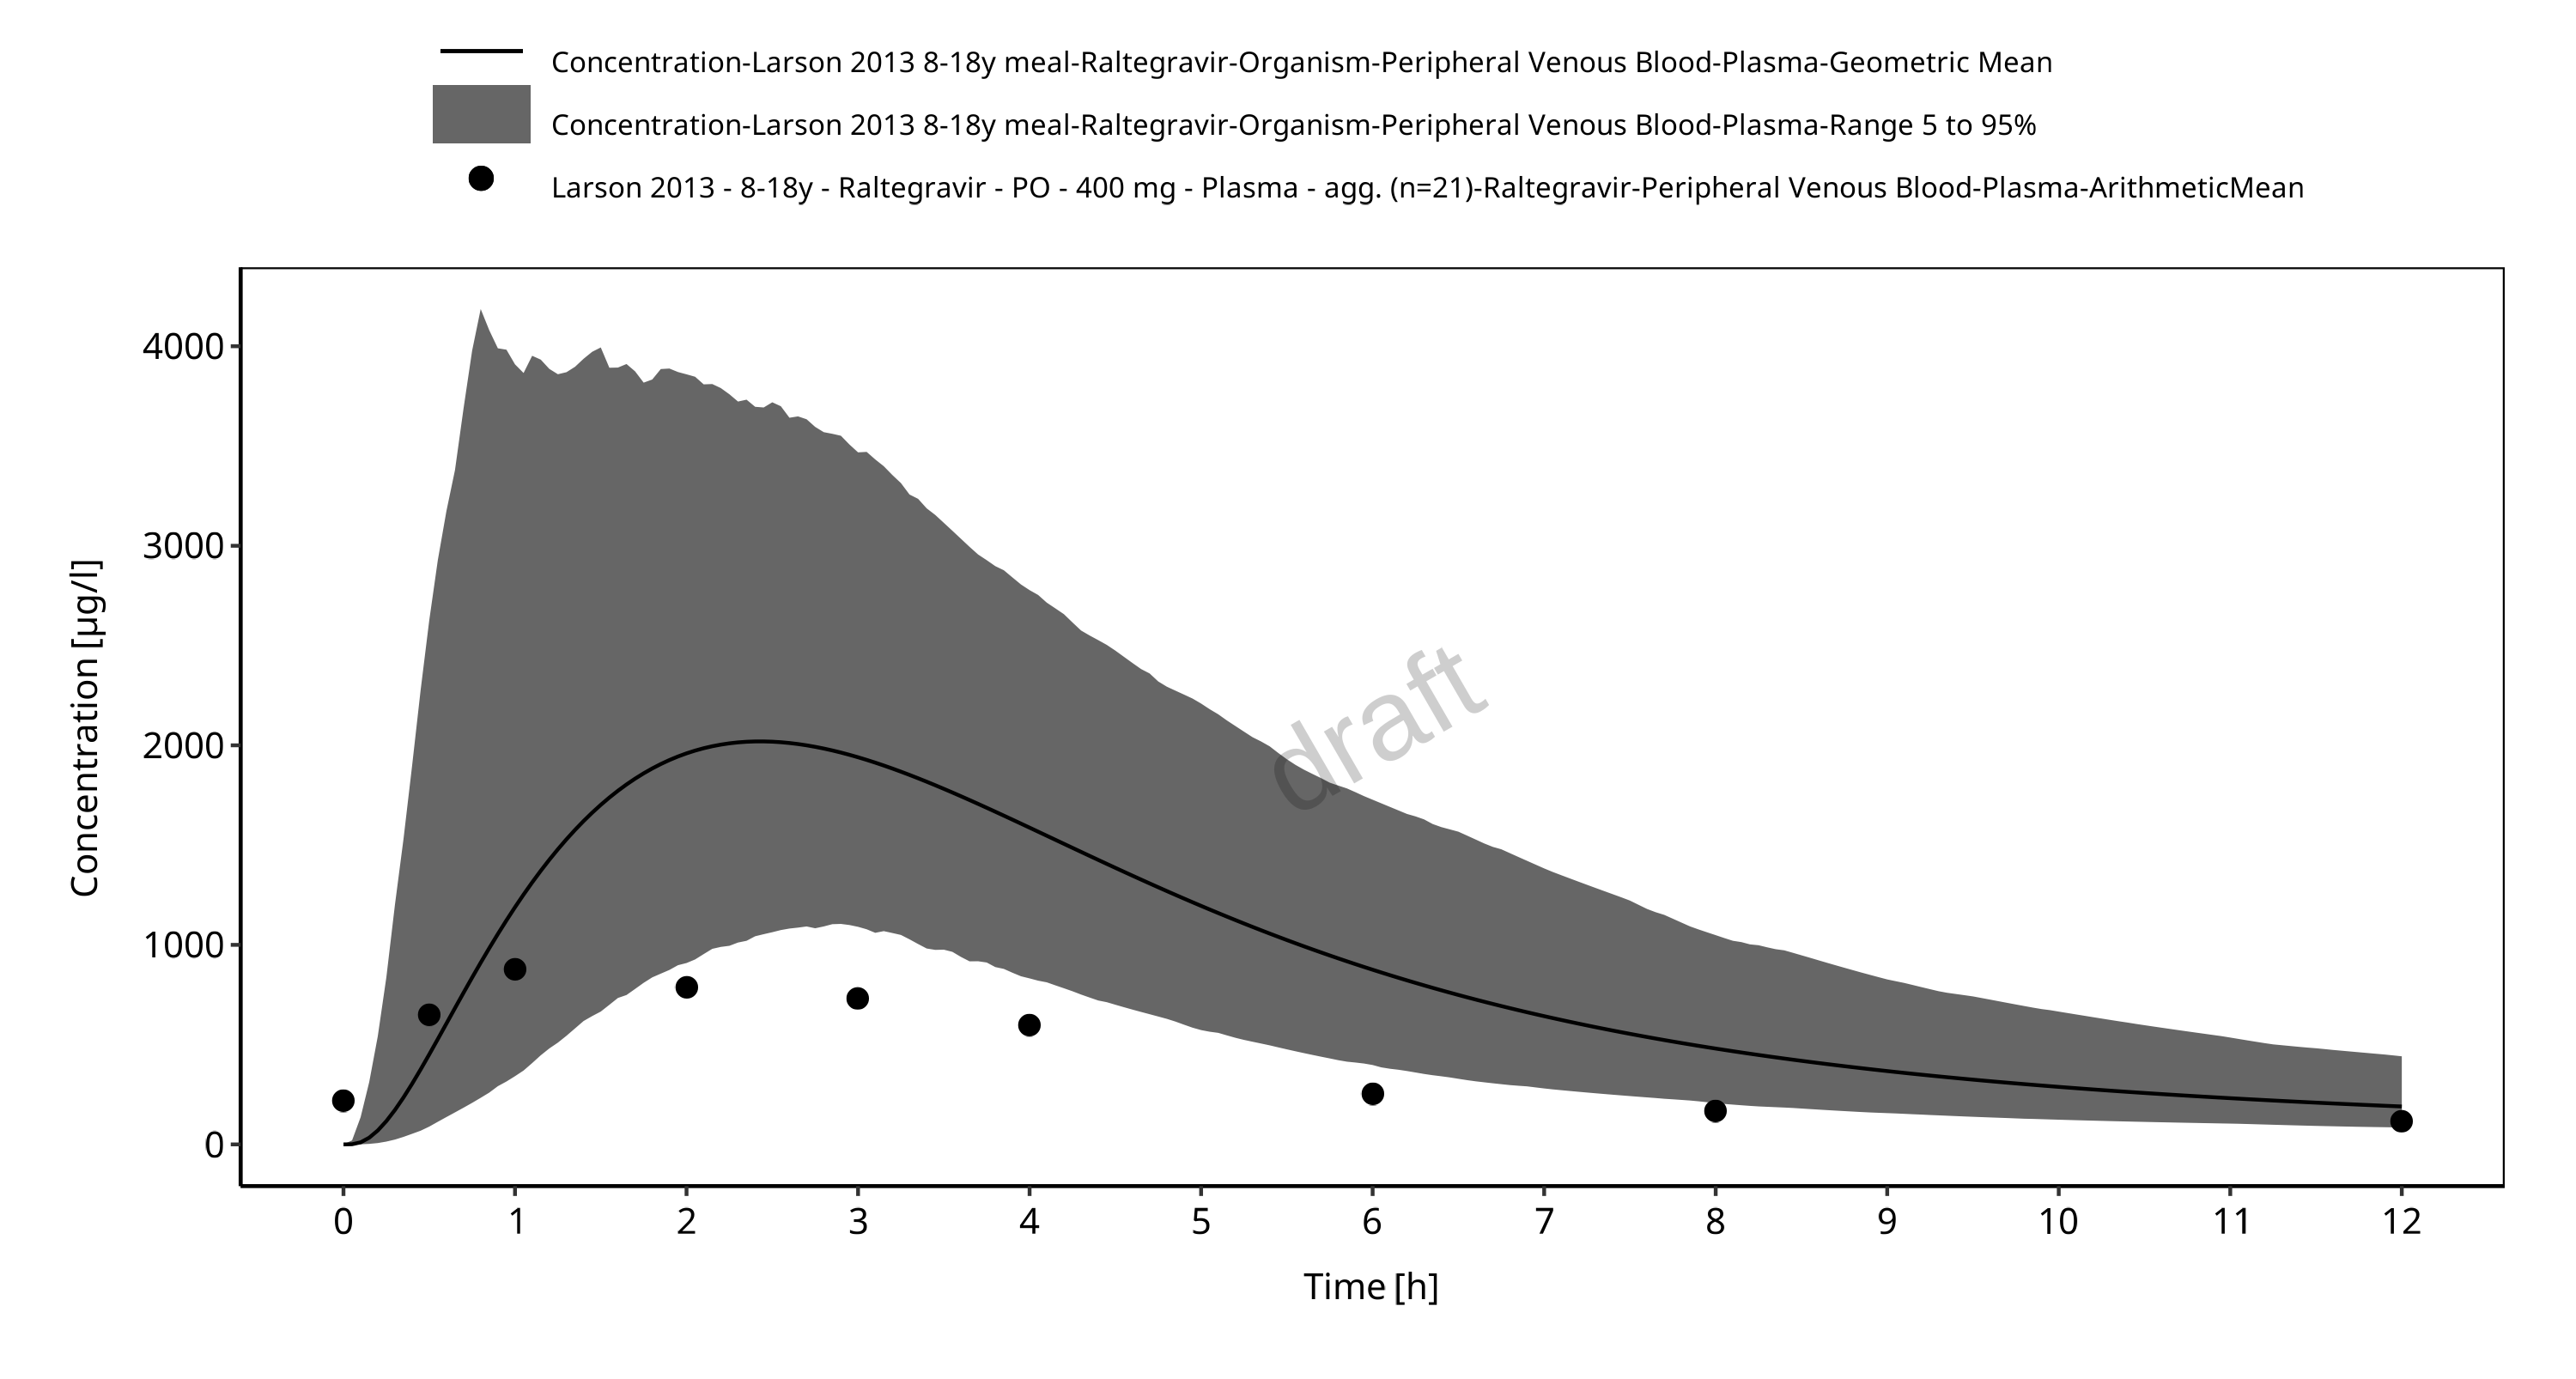 Concentration-Larson 2013 8-18y meal-Raltegravir-Organism-Peripheral Venous Blood-Plasma-Geometric Mean
Concentration-Larson 2013 8-18y meal-Raltegravir-Organism-Peripheral Venous Blood-Plasma-Range 5 to 95%
Larson 2013 - 8-18y - Raltegravir - PO - 400 mg - Plasma - agg. (n=21)-Raltegravir-Peripheral Venous Blood-Plasma-ArithmeticMean
Concentration [µg/l]
4000
3000
2000
1000
0
draft
0 1 2 3 4 5 6 7 8 9 10 11 12
Time [h]